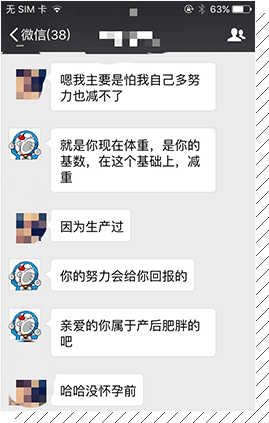 无 SIM 卡
63%
微信(38)
嗯我主要是怕我自己多努
力也减不了
就是你现在体重，是你的
基数，在这个基础上，减
重
因为生产过
你的努力会给你回报的
亲爱的你属于产后肥胖的
吧
哈哈没怀孕前